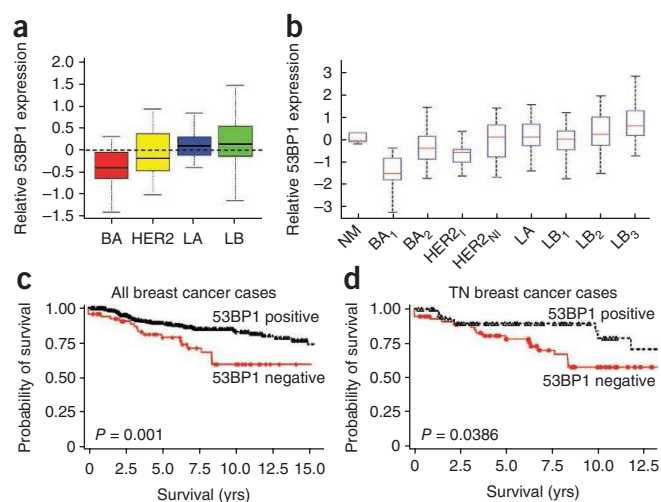 a
Relative 53BP1 expression
1.5
1.0
0.5
0
–0.5
–1.0
–1.5
BA HER2 LA LB
b
Relative 53BP1 expression
3
2
1
0
–1
–2
–3
NM BA1 BA2 HER2I HER2NI LA LB1 LB2 LB3
c
All breast cancer cases
Probability of survival
1.00
0.75
0.50
0.25
0
53BP1 positive
53BP1 negative
P = 0.001
0 2.5 5.0 7.5 10.0 12.5 15.0
Survival (yrs)
d
TN breast cancer cases
Probability of survival
1.00
0.75
0.50
0.25
0
53BP1 positive
53BP1 negative
P = 0.0386
0 2.5 5.0 7.5 10.0 12.5
Survival (yrs)